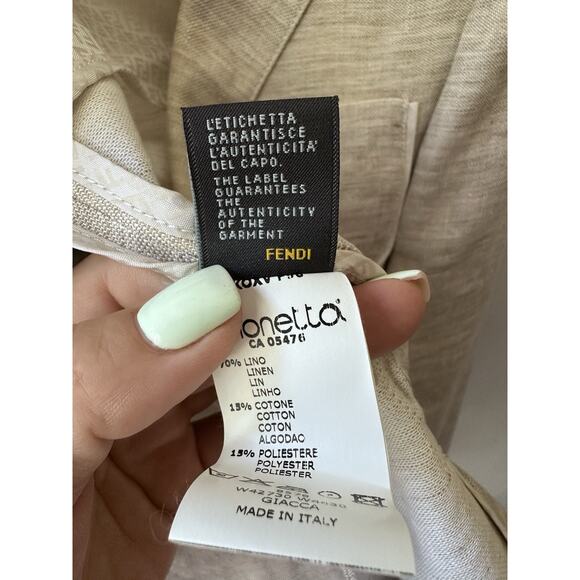 L'ETICHETTA
GARANTISCE
L'AUTENTICITA'
DEL CAPO.
THE LABEL
GUARANTEES
THE
AUTENTICITY
OF THE
GARMENT
FENDI
onetta
CA 05476
70% LINO
LINEN
LIN
LINHO
15% COTONE
COTTON
COTON
ALGODAO
15% POLIESTERE
POLYESTER
POLIESTER
GIACCA
MADE IN ITALY